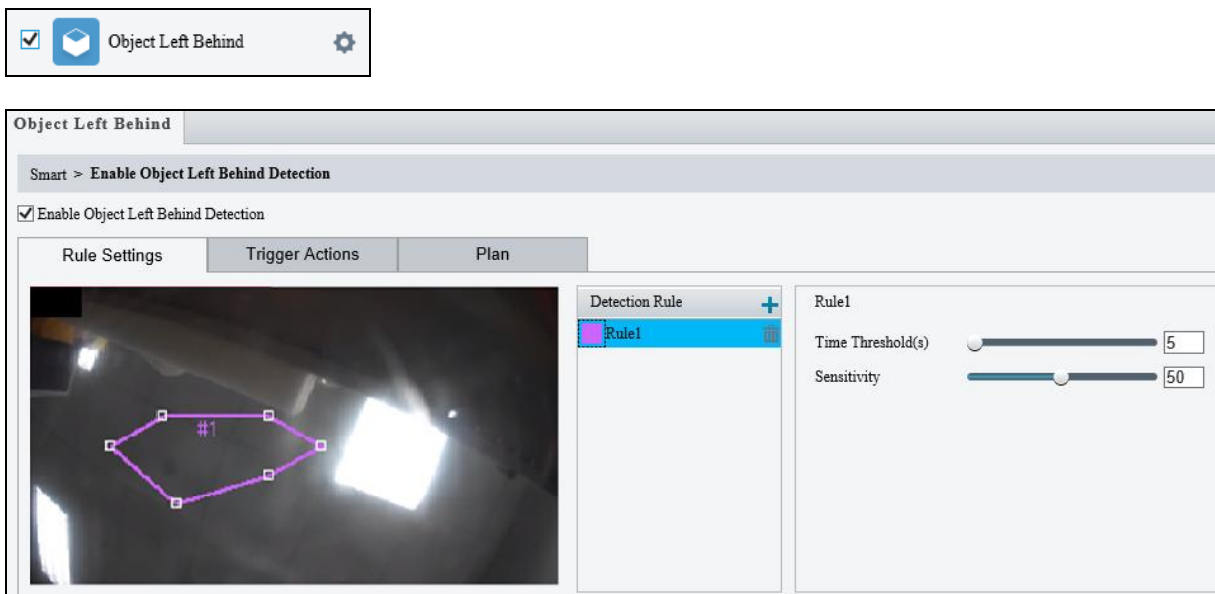 Object Left Behind
Object Left Behind
Smart > Enable Object Left Behind Detection
Enable Object Left Behind Detection
Rule Settings Trigger Actions Plan
#1
Detection Rule
Rule1
Rule1
Time Threshold(s) 5
Sensitivity 50